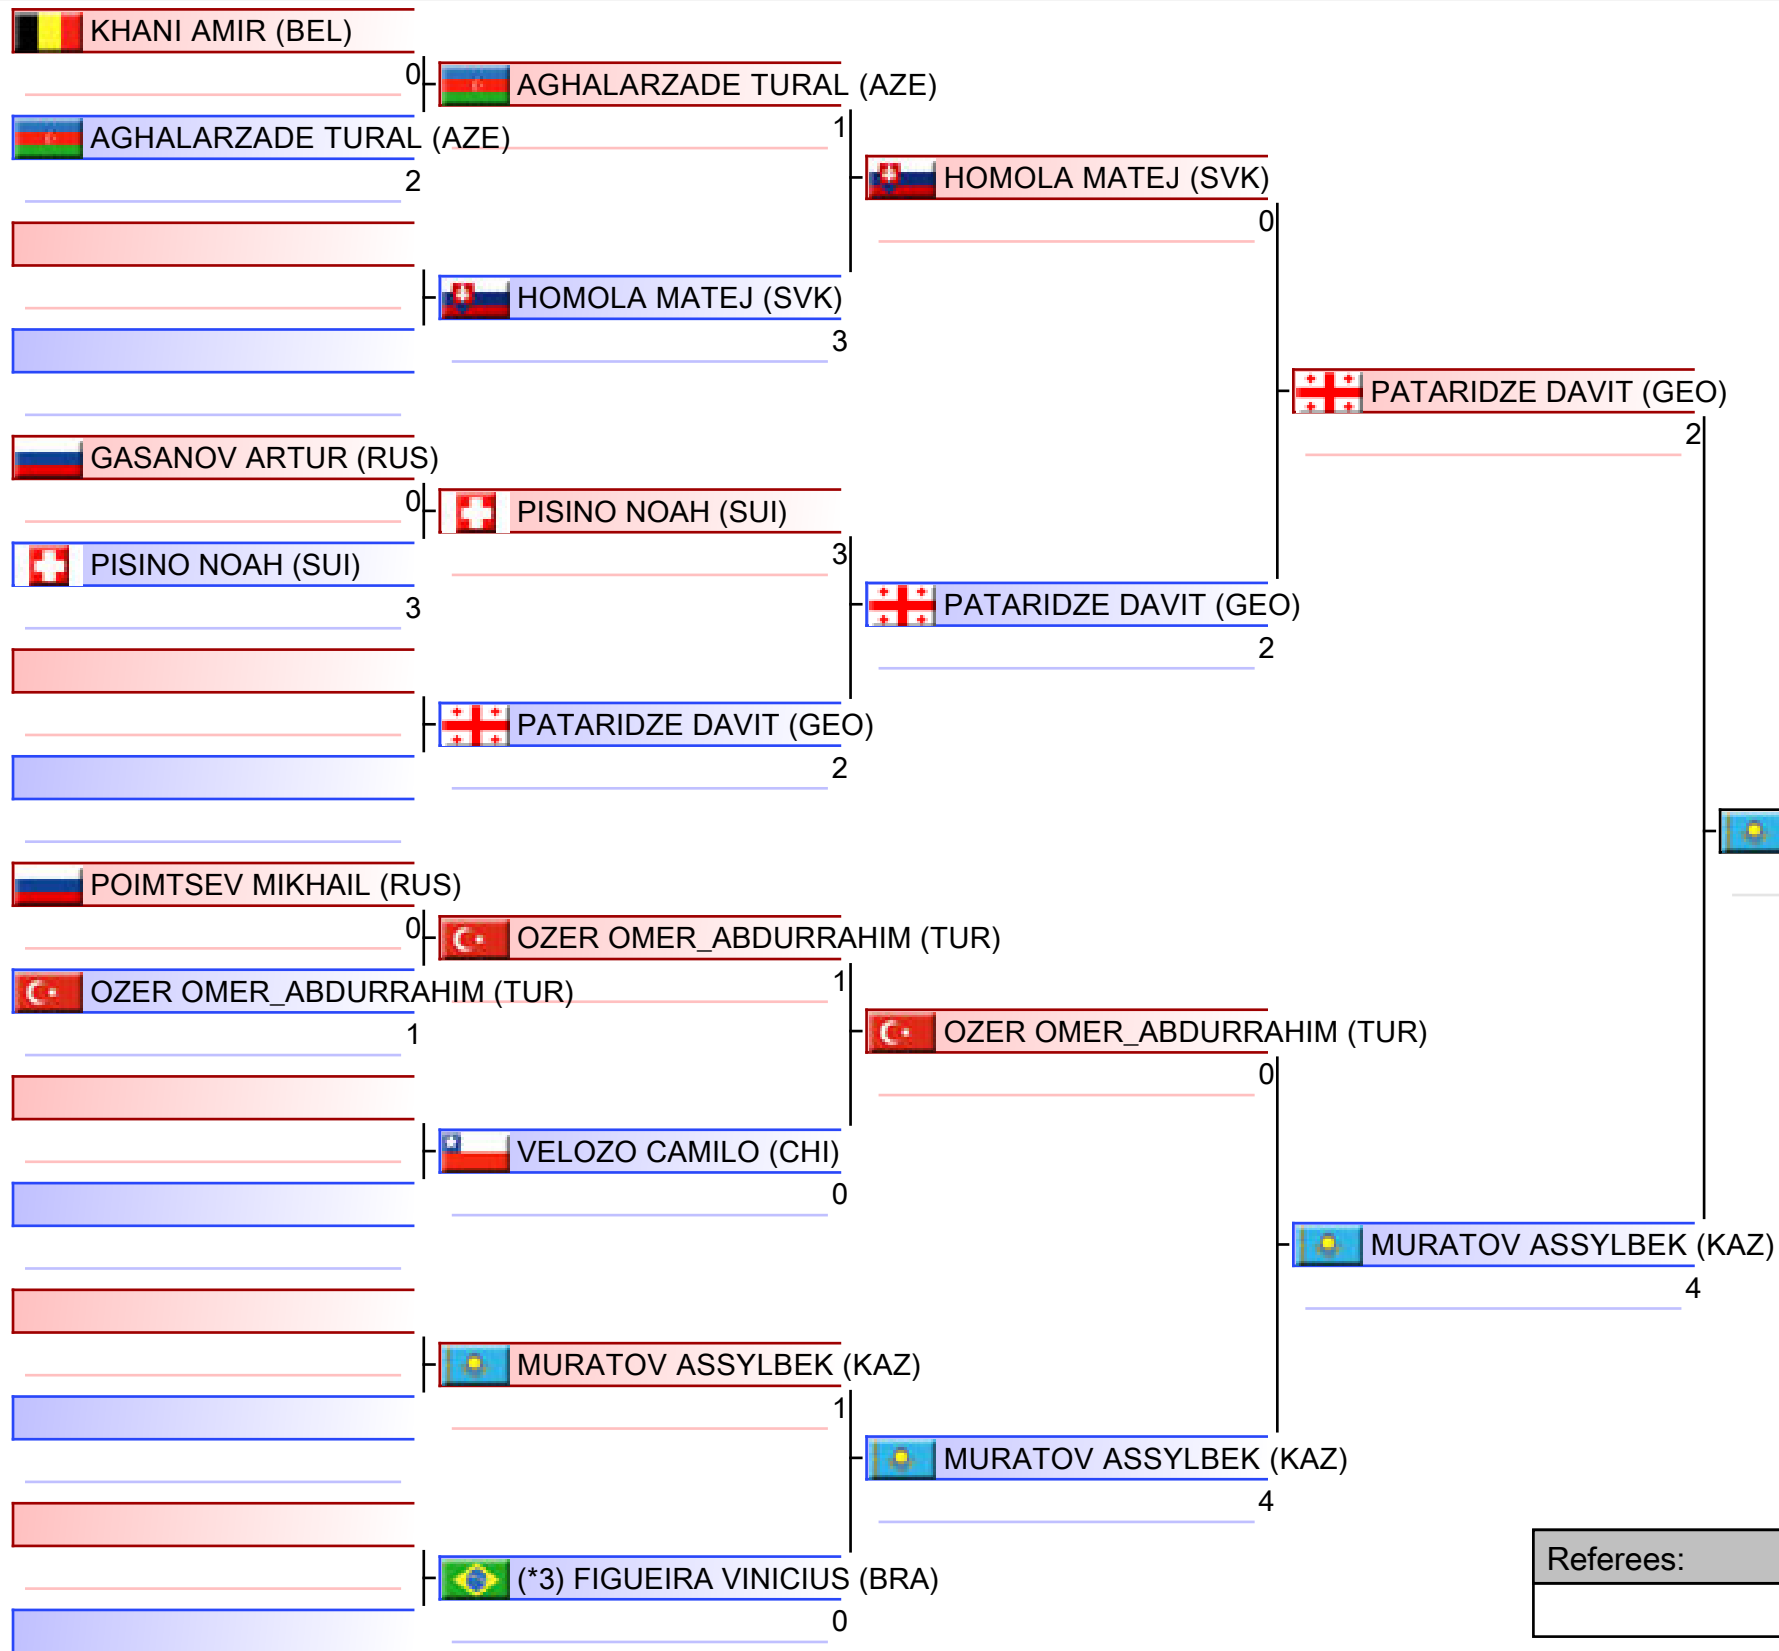 KHANI AMIR (BEL)
0
AGHALARZADE TURAL (AZE)
AGHALARZADE TURAL (AZE)
1
2
HOMOLA MATEJ (SVK)
0
HOMOLA MATEJ (SVK)
3
PATARIDZE DAVIT (GEO)
2
GASANOV ARTUR (RUS)
0
PISINO NOAH (SUI)
3
PISINO NOAH (SUI)
3
PATARIDZE DAVIT (GEO)
2
PATARIDZE DAVIT (GEO)
2
POIMTSEV MIKHAIL (RUS)
0
OZER OMER_ABDURRAHIM (TUR)
1
OZER OMER_ABDURRAHIM (TUR)
1
OZER OMER_ABDURRAHIM (TUR)
0
VELOZO CAMILO (CHI)
0
MURATOV ASSYLBEK (KAZ)
4
MURATOV ASSYLBEK (KAZ)
1
MURATOV ASSYLBEK (KAZ)
4
(*3) FIGUEIRA VINICIUS (BRA)
0
Referees: